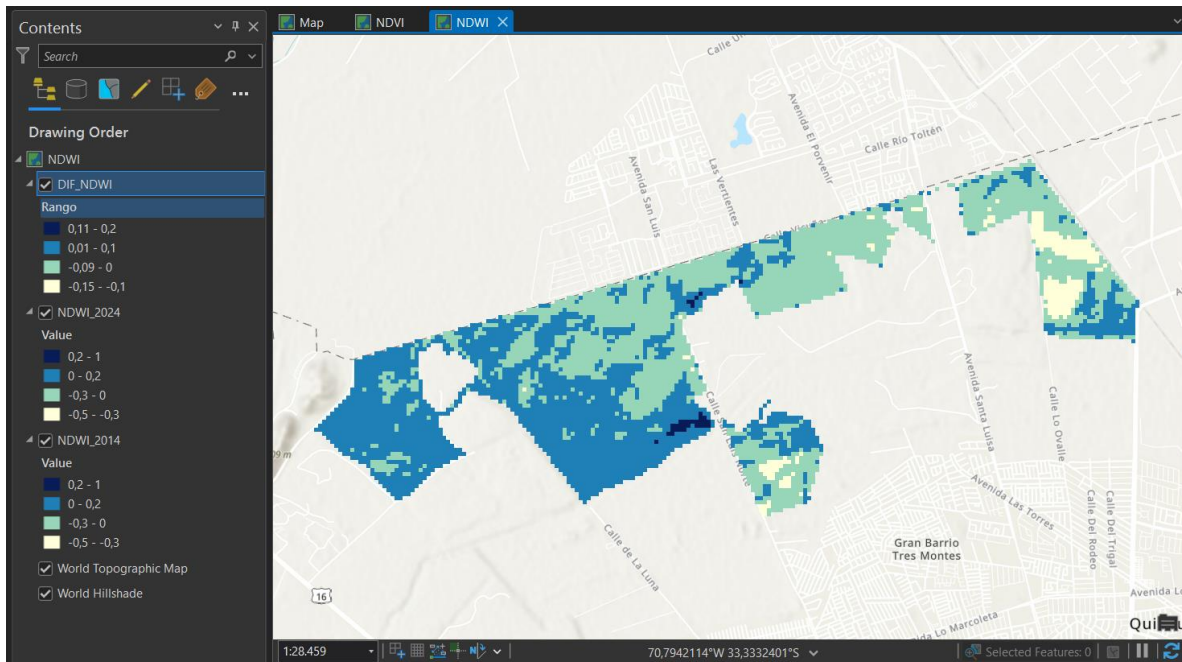 Contents
Search
Drawing Order
NDWI
DIF_NDWI
Rango
0,11 - 0,2
0,01 - 0,1
-0,09 - 0
-0,15 - -0,1
NDWI_2024
Value
0,2 - 1
0 - 0,2
-0,3 - 0
-0,5 - -0,3
NDWI_2014
Value
0,2 - 1
0 - 0,2
-0,3 - 0
-0,5 - -0,3
World Topographic Map
World Hillshade
Map
NDVI
NDWI
Avenida El Porvenir
Calle Río Toltén
Las Vertientes
Avenida San Luis
09 m
Avenida Santa Luisa
Calle Lo Ovalle
Avenida Las Torres
Calle Del Rodeo
Calle Del Trigal
Gran Barrio
Tres Montes
Calle de La Luna
16
Avenida Lo Marcoleta
1:28.459
70,7942114°W 33,3332401°S
Selected Features: 0